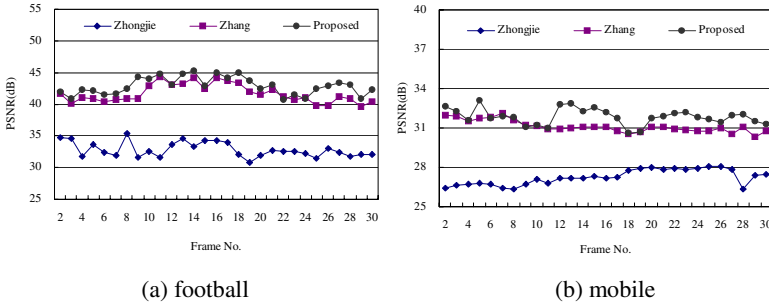 Zhongjie Zhang Proposed
PSNR(dB)
55
50
45
40
35
30
25
2 4 6 8 10 12 14 16 18 20 22 24 26 28 30
Frame No.
(a) football
Zhongjie Zhang Proposed
PSNR(dB)
40
37
34
31
28
25
2 4 6 8 10 12 14 16 18 20 22 24 26 28 30
Frame No.
(b) mobile